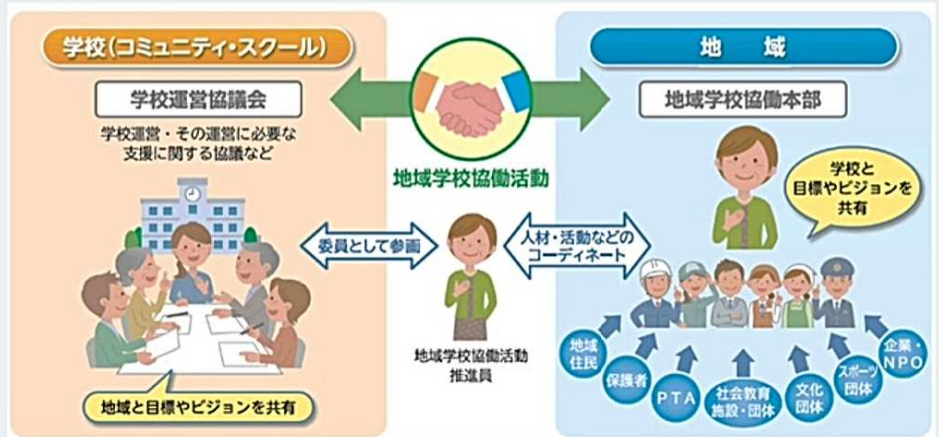 学校(コミュニティ・スクール)
学校運営協議会
学校運営・その運営に必要な
支援に関する協議など
地域と目標やビジョンを共有
地域学校協働活動
委員として参画
人材・活動などの
コーディネート
地域学校協働活動
推進員
地　域
地域学校協働本部
学校と
目標やビジョンを
共有
地域
住民
保護者
PTA
社会教育
施設・団体
文化
団体
スポーツ
団体
企業・
NPO